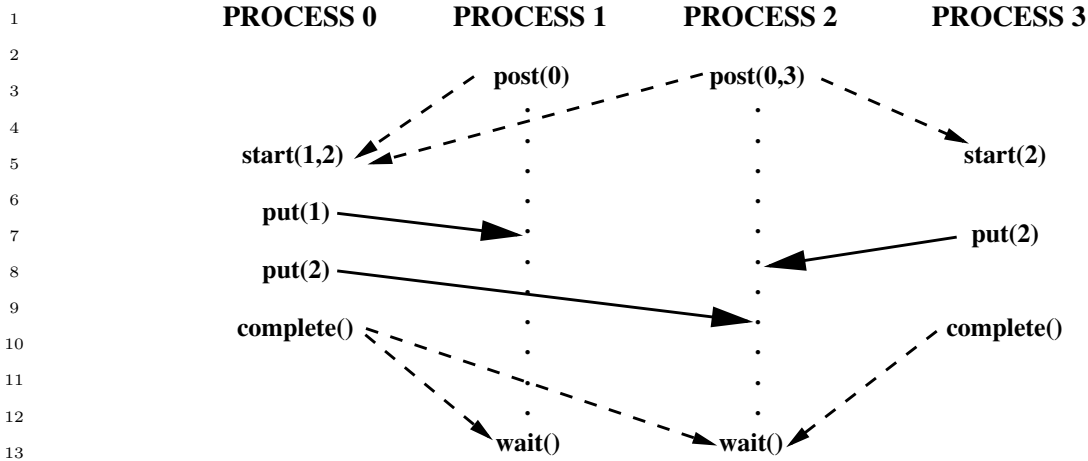 1 PROCESS 0 PROCESS 1 PROCESS 2 PROCESS 3
2
post(0) post(0,3)
3
4
start(1,2) start(2)
5
6
put(1)
7 put(2)
8 put(2)
9
complete() complete()
10
11
12
13 wait() wait()